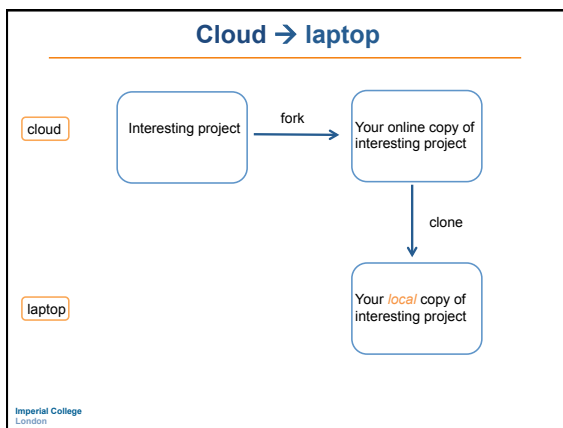 Cloud → laptop
cloud
Interesting project
fork
Your online copy of
interesting project
clone
laptop
Your local copy of
interesting project
Imperial College
London